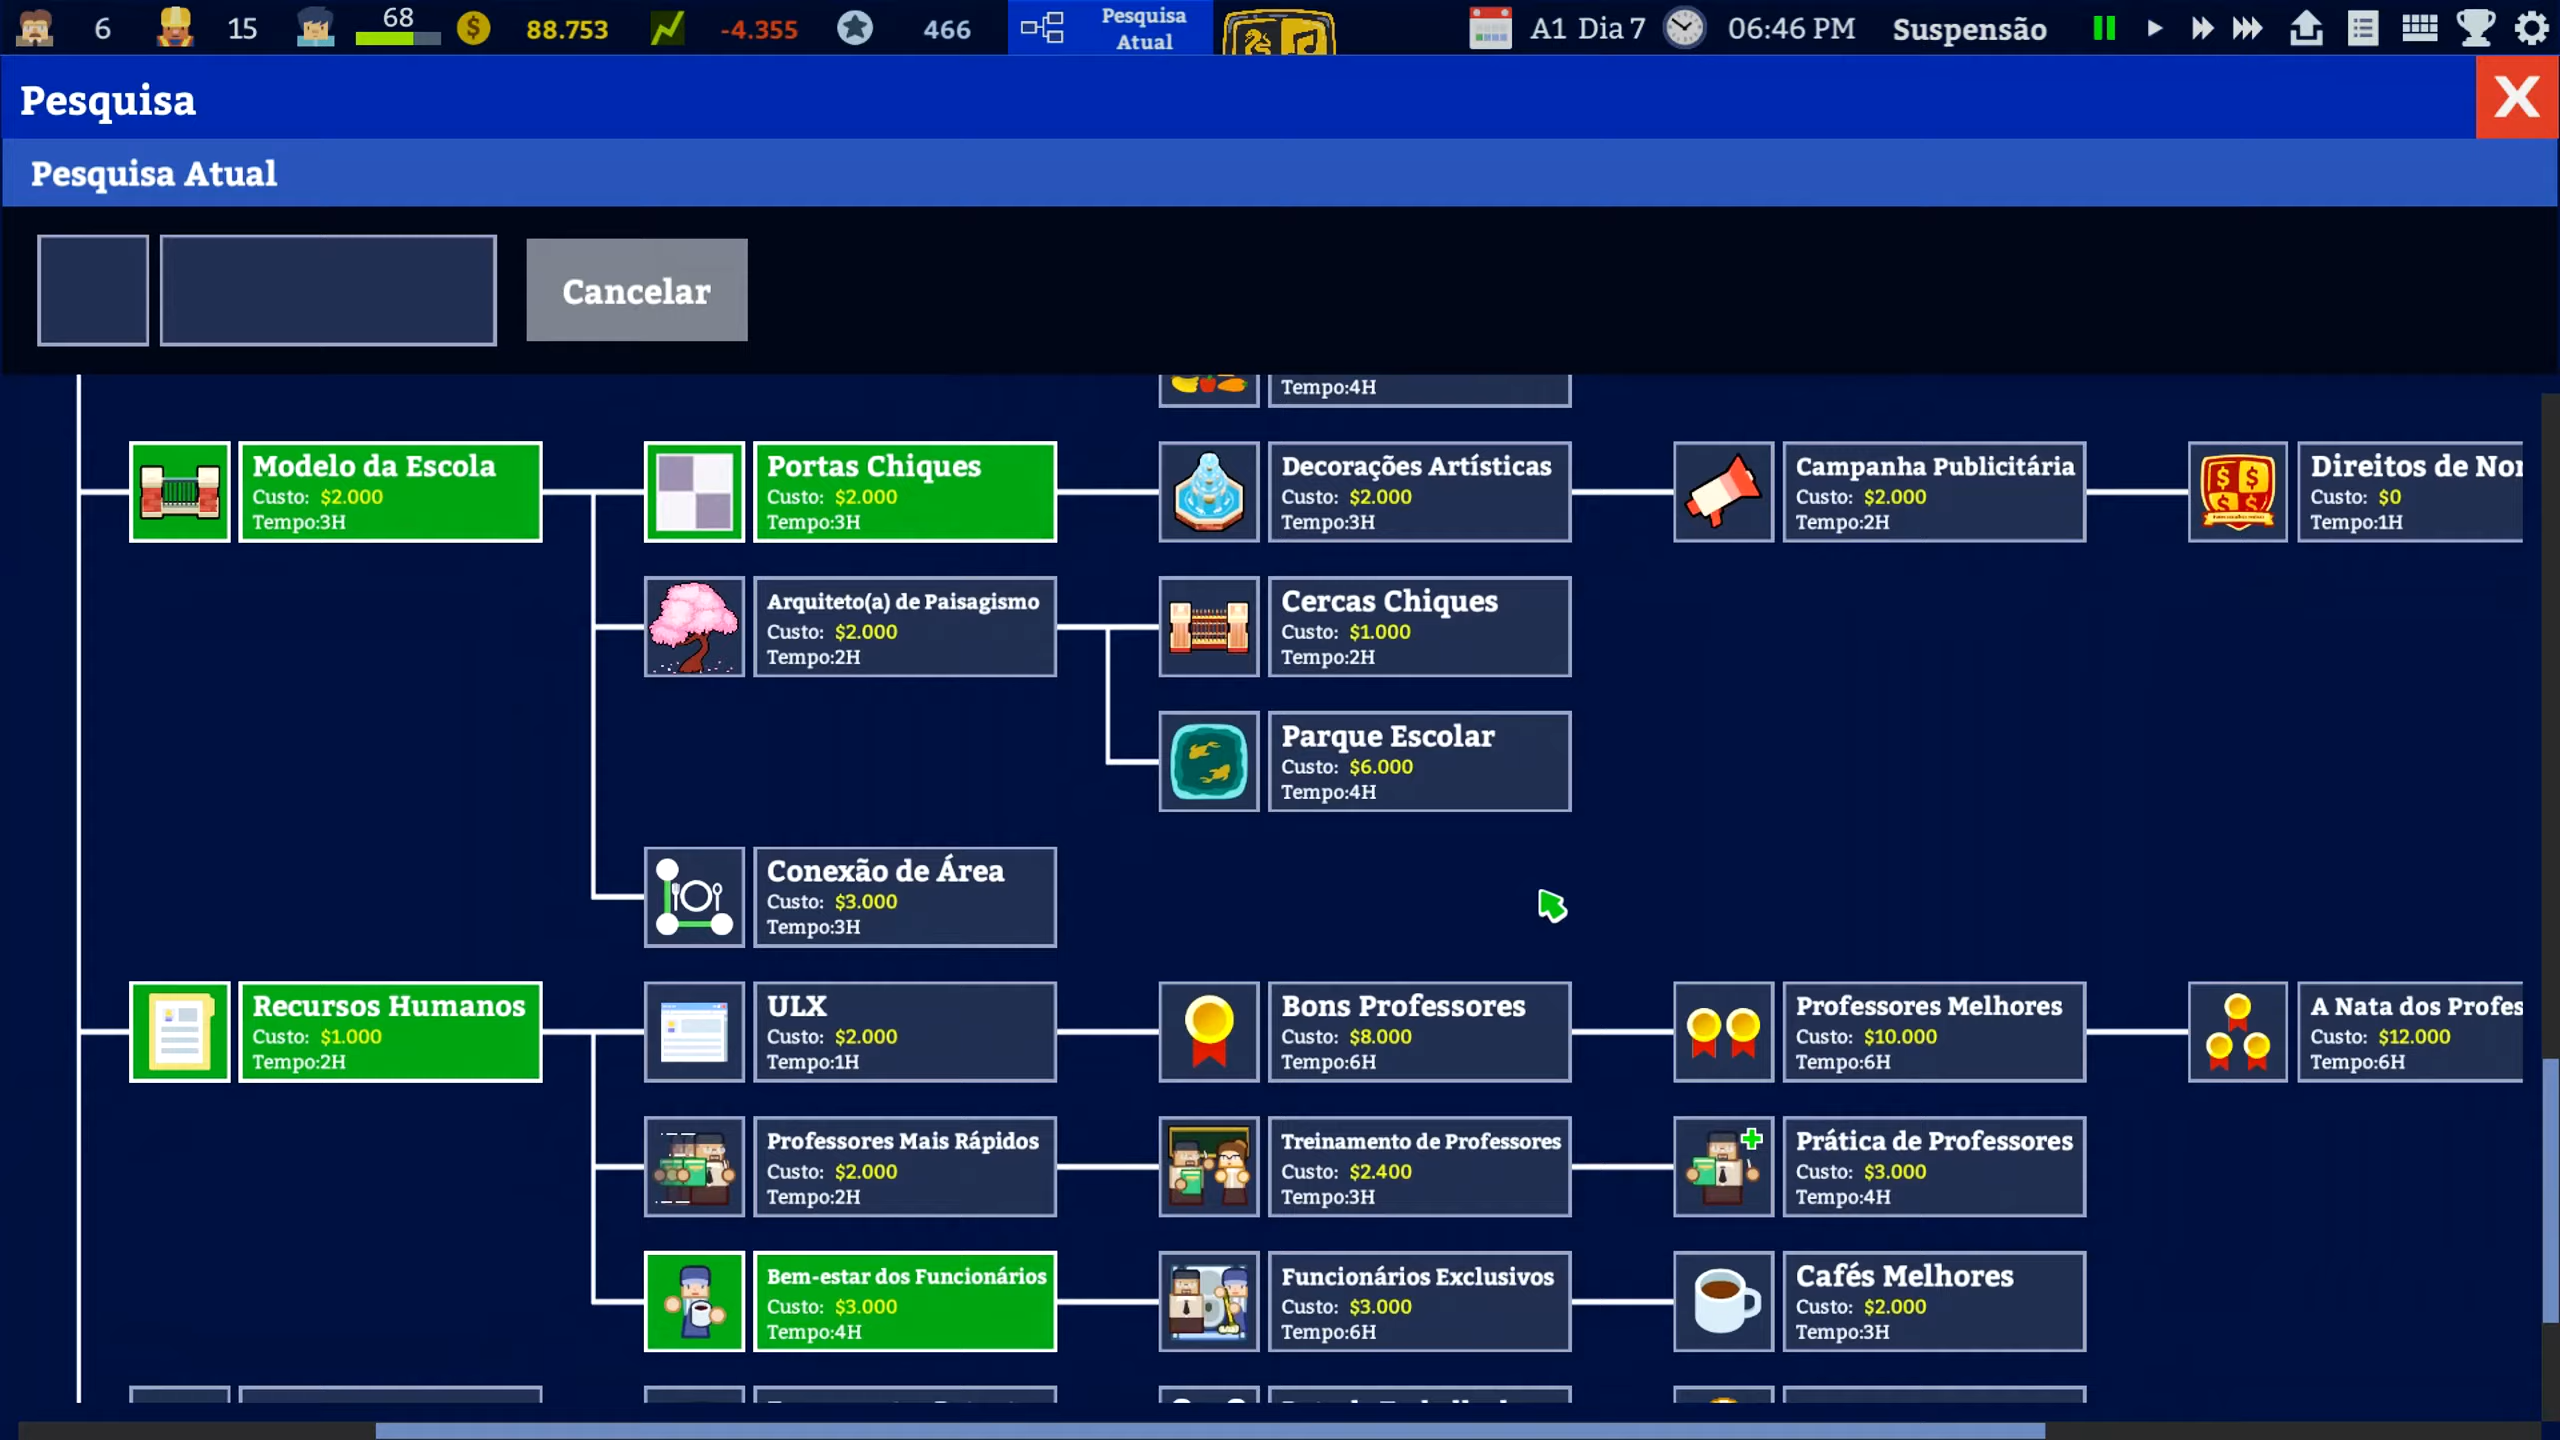 6 15 68 88.753 -4.355 466 Pesquisa Atual A1 Dia 7 06:46 PM Suspensão
Pesquisa
X
Pesquisa Atual
Cancelar
Tempo:4H
Modelo da Escola
Custo: $2.000
Tempo:3H
Portas Chiques
Custo: $2.000
Tempo:3H
Decorações Artísticas
Custo: $2.000
Tempo:3H
Campanha Publicitária
Custo: $2.000
Tempo:2H
Direitos de
Custo: $0
Tempo:1H
Arquiteto(a) de Paisagismo
Custo: $2.000
Tempo:2H
Cercas Chiques
Custo: $1.000
Tempo:2H
Parque Escolar
Custo: $6.000
Tempo:4H
Conexão de Área
Custo: $3.000
Tempo:3H
Recursos Humanos
Custo: $1.000
Tempo:2H
ULX
Custo: $2.000
Tempo:1H
Bons Professores
Custo: $8.000
Tempo:6H
Professores Melhores
Custo: $10.000
Tempo:6H
A Nata dos Profes
Custo: $12.000
Tempo:6H
Professores Mais Rápidos
Custo: $2.000
Tempo:2H
Treinamento de Professores
Custo: $2.400
Tempo:3H
Prática de Professores
Custo: $3.000
Tempo:4H
Bem-estar dos Funcionários
Custo: $3.000
Tempo:4H
Funcionários Exclusivos
Custo: $3.000
Tempo:6H
Cafés Melhores
Custo: $2.000
Tempo:3H